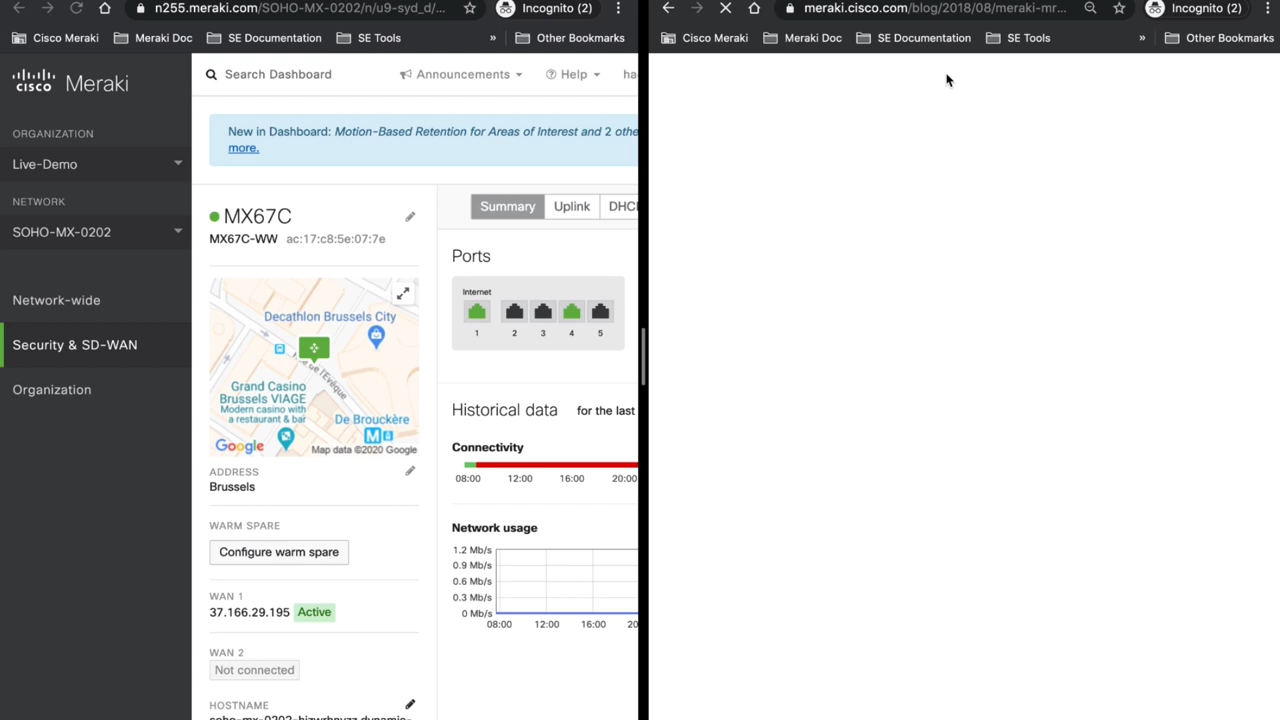 n255.meraki.com/SOHO-MX-0202/n/u9-syd_d/...
Incognito (2)
Cisco Meraki
Meraki Doc
SE Documentation
SE Tools
»
Other Bookmarks
cisco Meraki
ORGANIZATION
Live-Demo
NETWORK
SOHO-MX-0202
Network-wide
Security & SD-WAN
Organization
Search Dashboard
Announcements
Help
ha
New in Dashboard: Motion-Based Retention for Areas of Interest and 2 othe
more.
MX67C
MX67C-WW ac:17:c8:5e:07:7e
Decathlon Brussels City
Grand Casino
Brussels VIAGE
Modern casino with
a restaurant & bar
De Brouckère
Google
Map data ©2020 Google
ADDRESS
Brussels
WARM SPARE
Configure warm spare
WAN 1
37.166.29.195 Active
WAN 2
Not connected
HOSTNAME
Summary
Uplink
DHC
Ports
Internet
1 2 3 4 5
Historical data for the last
Connectivity
08:00 12:00 16:00 20:00
Network usage
1.2 Mb/s
0.9 Mb/s
0.6 Mb/s
0.3 Mb/s
0 Mb/s
08:00 12:00 16:00 20
meraki.cisco.com/blog/2018/08/meraki-mr...
Incognito (2)
Cisco Meraki
Meraki Doc
SE Documentation
SE Tools
»
Other Bookmarks